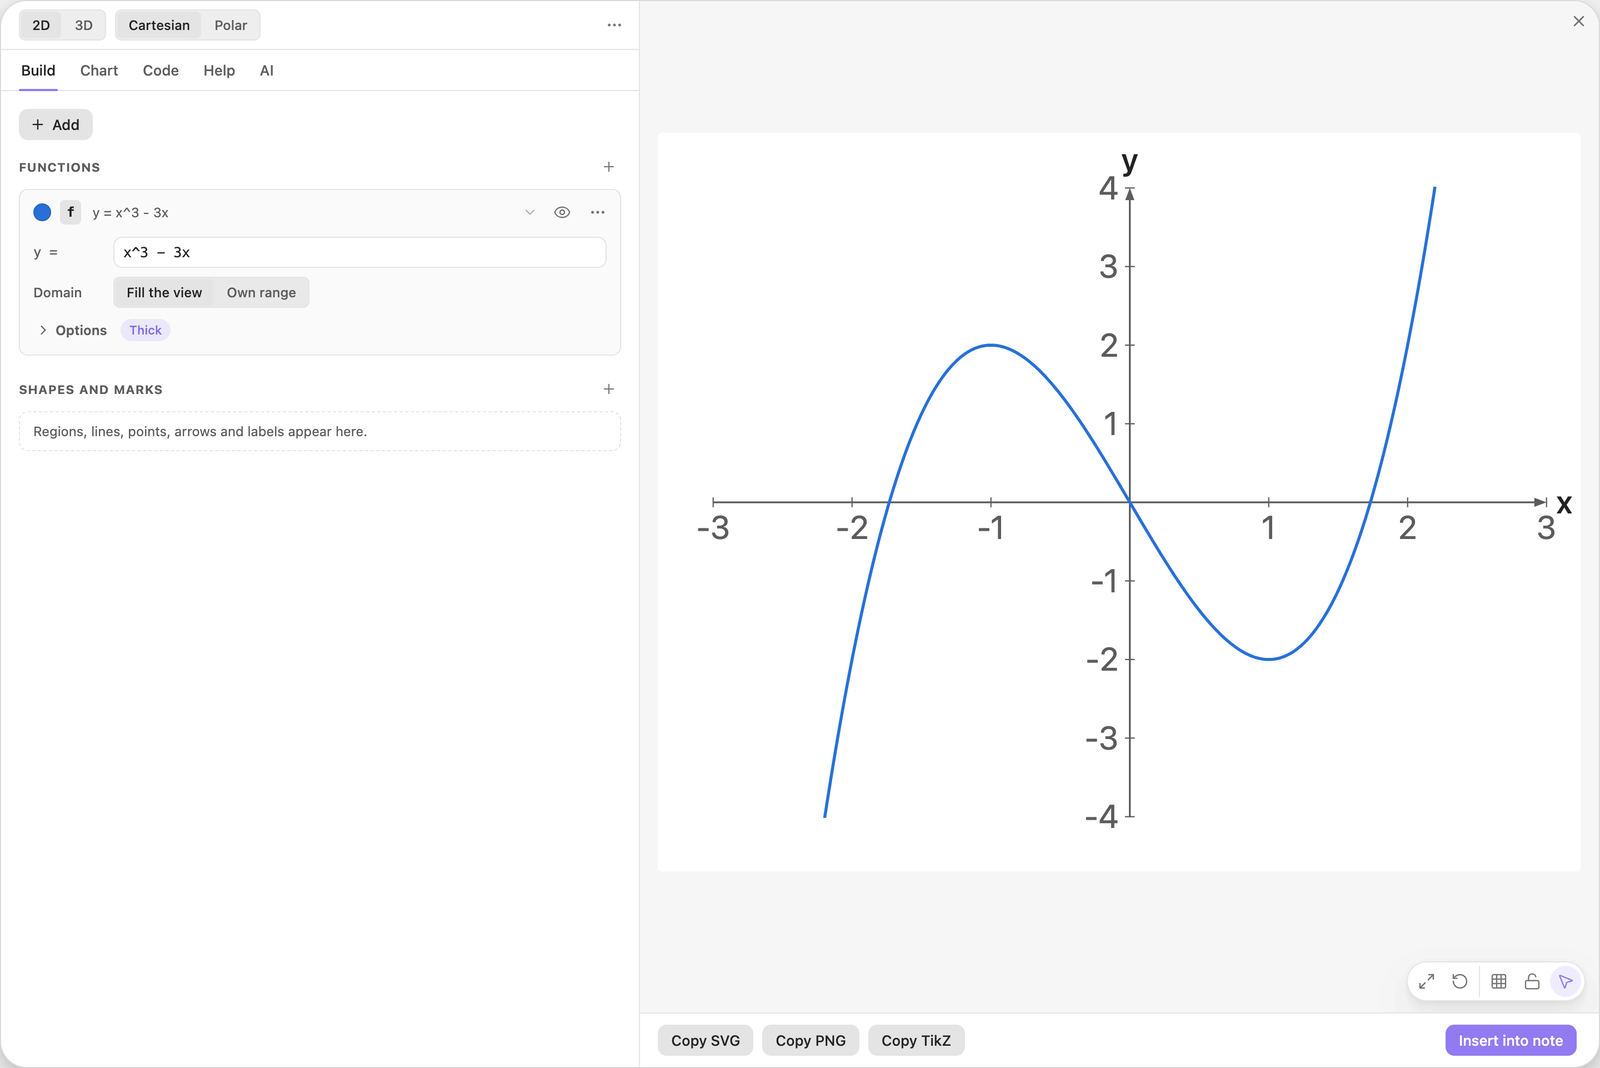 2D 3D Cartesian Polar
Build Chart Code Help AI
+ Add
FUNCTIONS
f y = x^3 - 3x
y = x^3 − 3x
Domain Fill the view Own range
Options Thick
SHAPES AND MARKS
Regions, lines, points, arrows and labels appear here.
y
4
3
2
1
x
-3 -2 -1 1 2 3
-1
-2
-3
-4
Copy SVG Copy PNG Copy TikZ Insert into note